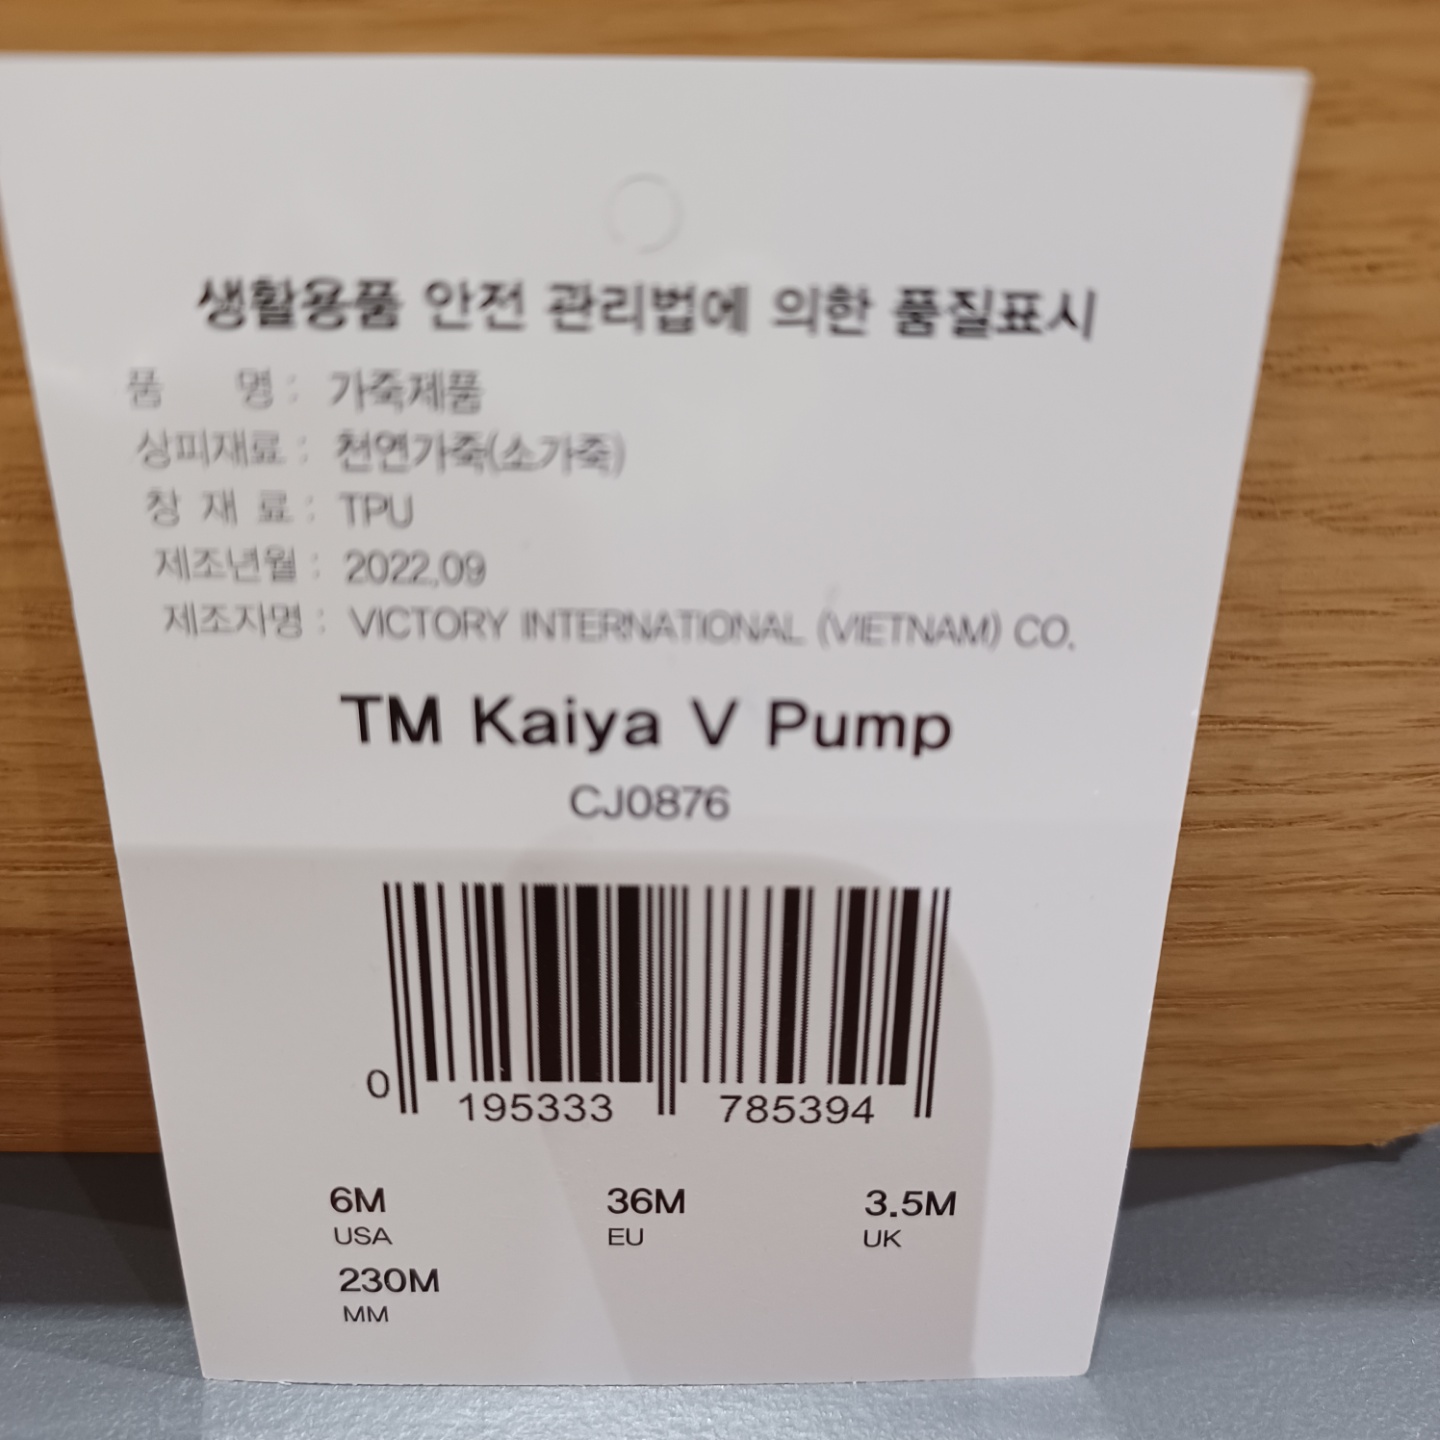 생활용품 안전 관리법에 의한 품질표시
품 명 : 가죽제품
상피재료 : 천연가죽(소가죽)
창 재 료 : TPU
제조년월 : 2022.09
제조자명 : VICTORY INTERNATIONAL (VIETNAM) CO.
TM Kaiya V Pump
CJ0876
0 195333 785394
6M 36M 3.5M
USA EU UK
230M
MM